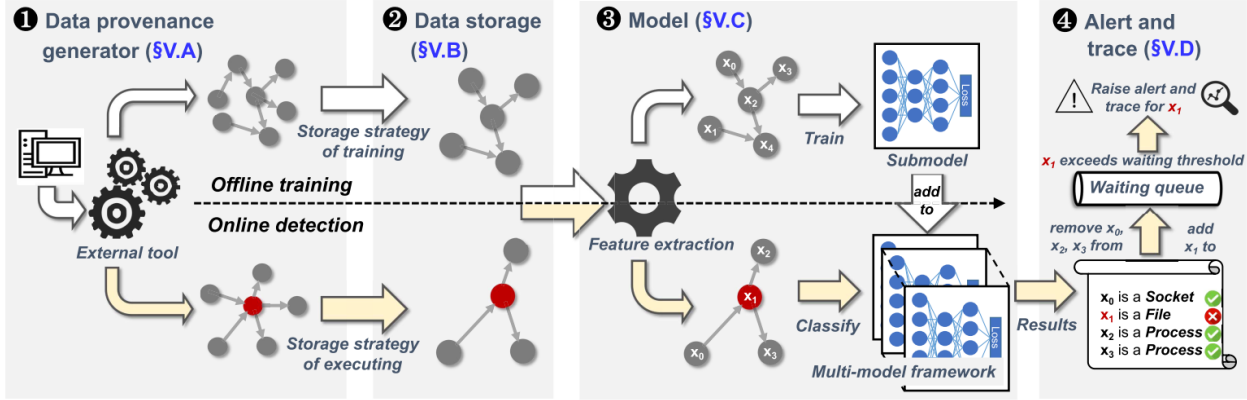 1 Data provenance
generator (§V.A)
External tool
Offline training
Online detection
2 Data storage
(§V.B)
Storage strategy
of training
Storage strategy
of executing
3 Model (§V.C)
Feature extraction
x0
x3
x2
x1
x4
Train
Loss
Submodel
add
to
x2
x1
x0
x3
Classify
Loss
Multi-model framework
Results
4 Alert and
trace (§V.D)
Raise alert and
trace for x1
x1 exceeds waiting threshold
Waiting queue
remove x0,
x2, x3 from
add
x1 to
x0 is a Socket
x1 is a File
x2 is a Process
x3 is a Process